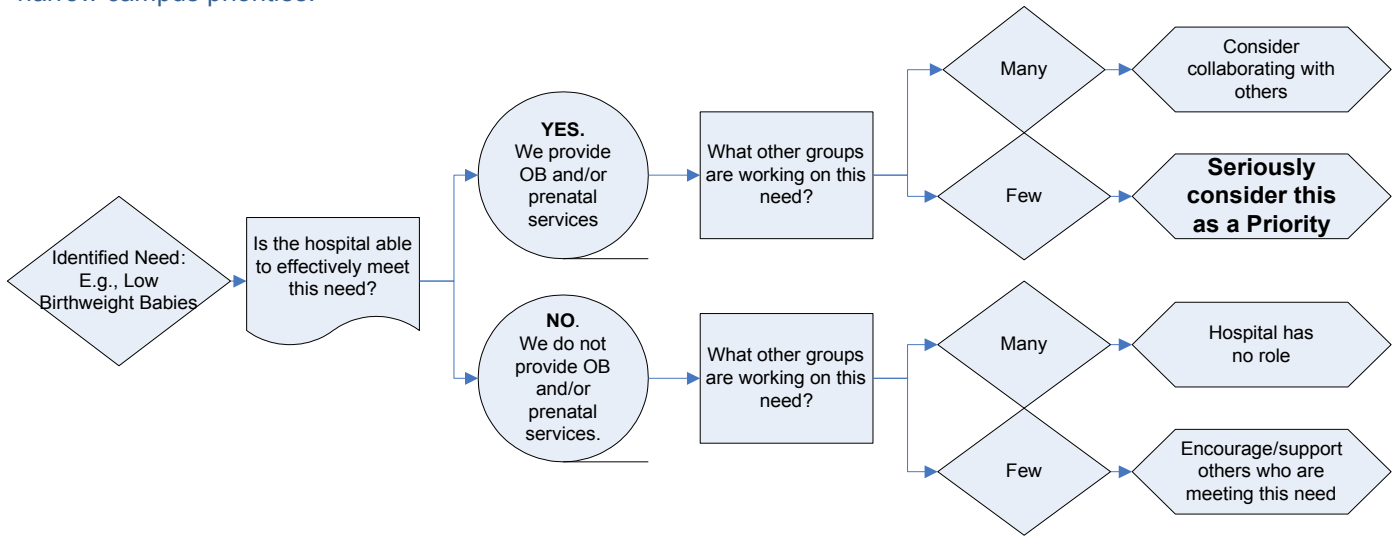 narrow campus priorities.
Identified Need:
E.g., Low
Birthweight Babies
Is the hospital able
to effectively meet
this need?
YES.
We provide
OB and/or
prenatal
services
What other groups
are working on this
need?
Many
Consider
collaborating with
others
Few
Seriously
consider this
as a Priority
NO.
We do not
provide OB
and/or
prenatal
services.
What other groups
are working on this
need?
Many
Hospital has
no role
Few
Encourage/support
others who are
meeting this need